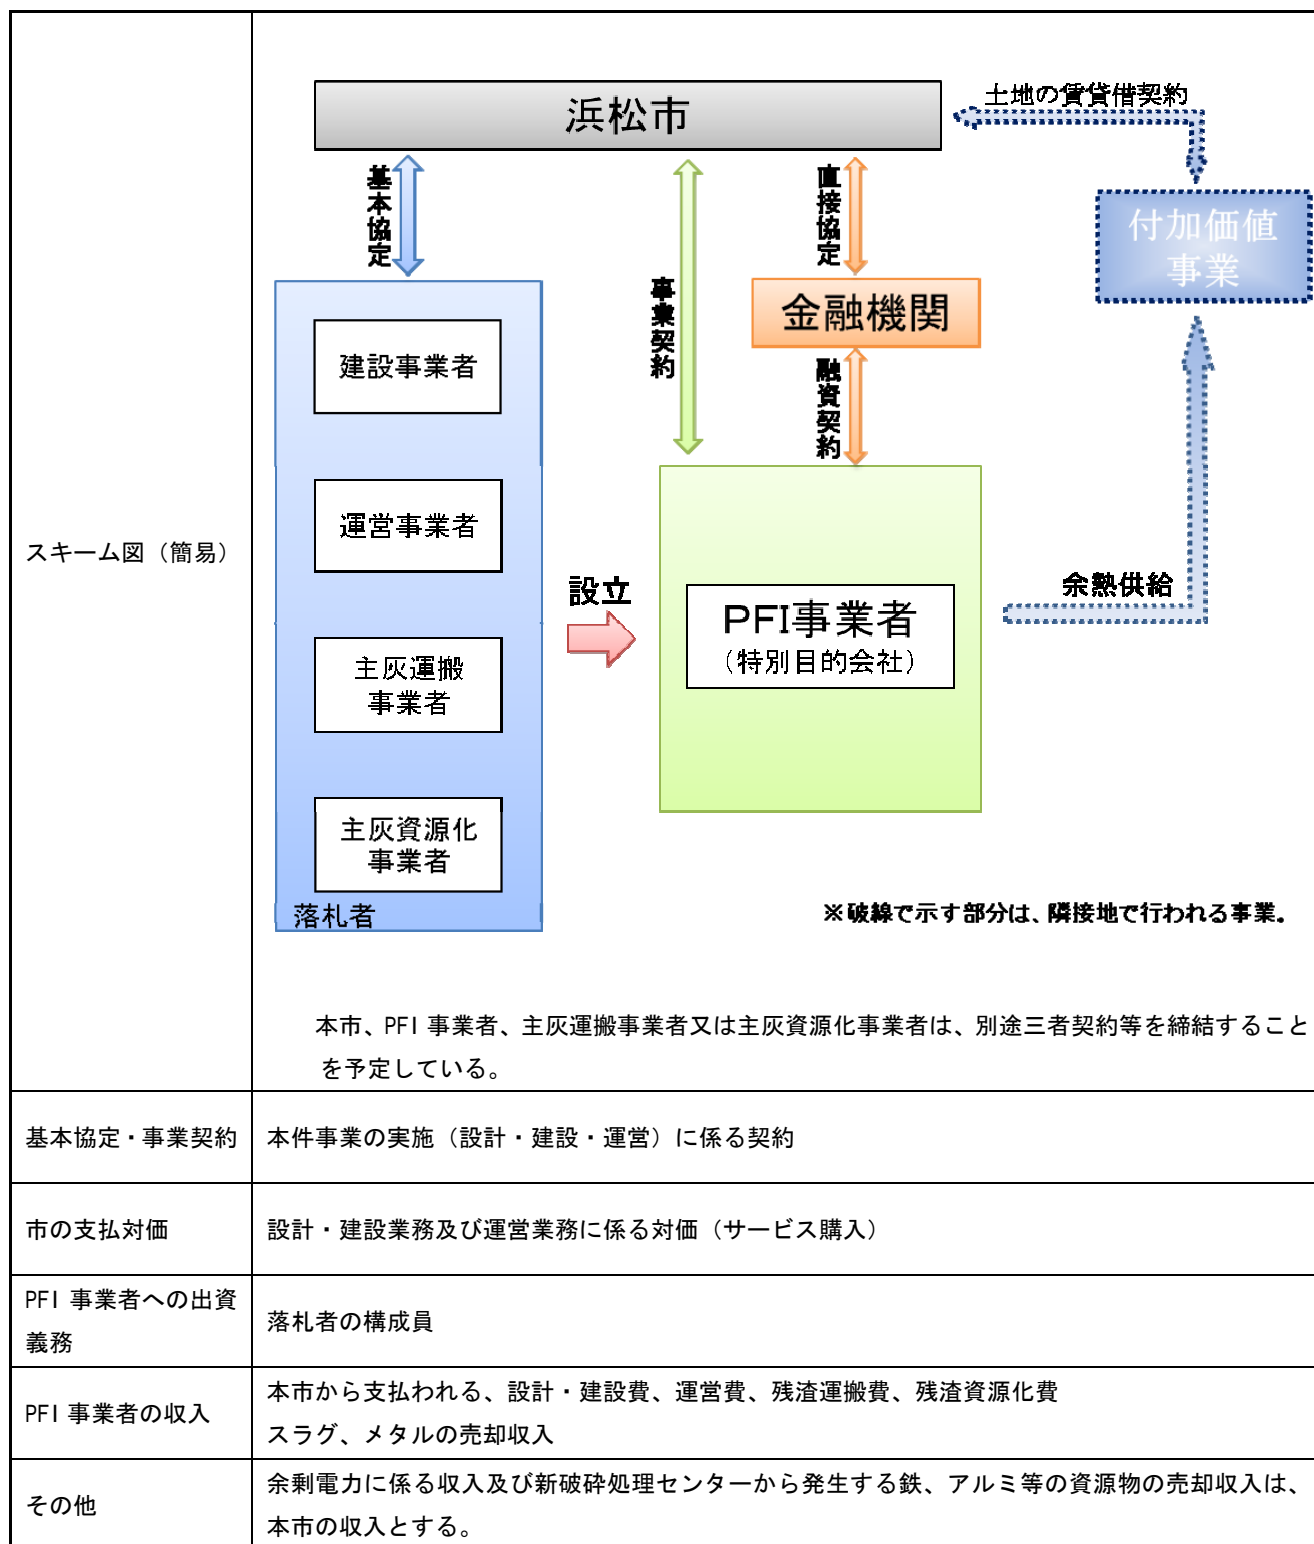 スキーム図（簡易）
浜松市
土地の賃貸借契約
基本協定
事業契約
直接協定
付加価値
事業
金融機関
融資契約
建設事業者
運営事業者
主灰運搬
事業者
主灰資源化
事業者
落札者
設立
PFI事業者
（特別目的会社）
余熱供給
※破線で示す部分は、隣接地で行われる事業。
本市、PFI 事業者、主灰運搬事業者又は主灰資源化事業者は、別途三者契約等を締結すること
を予定している。
基本協定・事業契約
本件事業の実施（設計・建設・運営）に係る契約
市の支払対価
設計・建設業務及び運営業務に係る対価（サービス購入）
PFI 事業者への出資
義務
落札者の構成員
PFI 事業者の収入
本市から支払われる、設計・建設費、運営費、残渣運搬費、残渣資源化費
スラグ、メタルの売却収入
その他
余剰電力に係る収入及び新破砕処理センターから発生する鉄、アルミ等の資源物の売却収入は、
本市の収入とする。